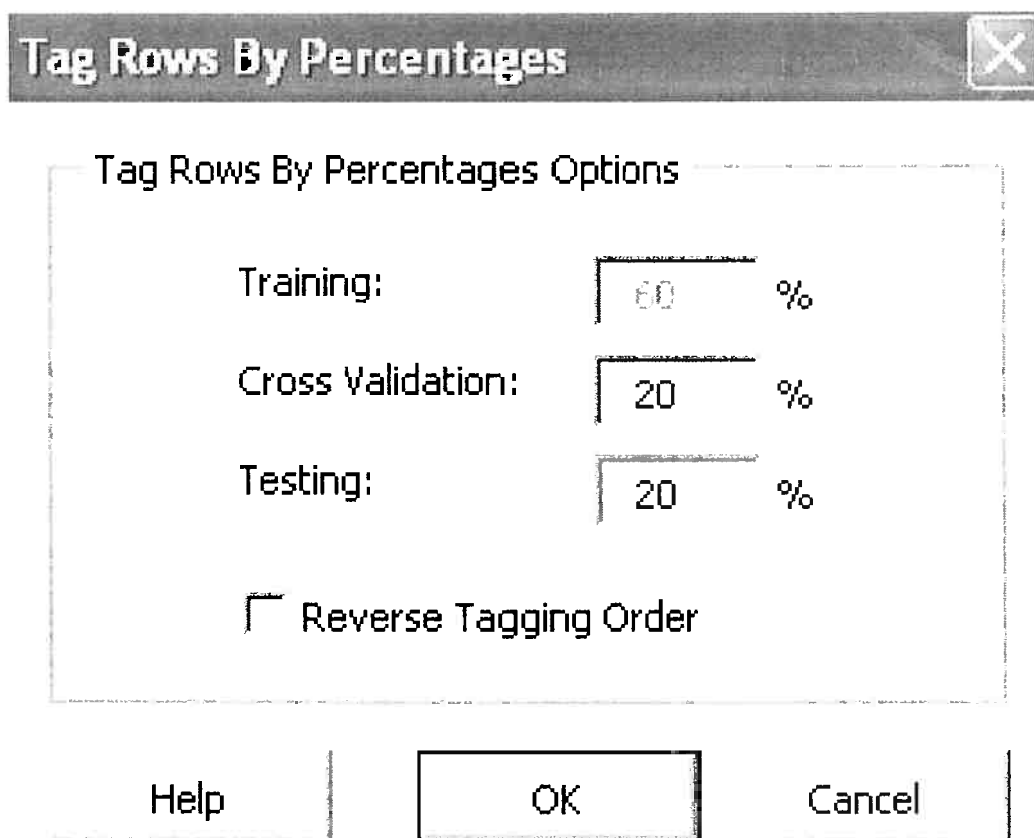 Tag Rows By Percentages
Tag Rows By Percentages Options
Training: 60 %
Cross Validation: 20 %
Testing: 20 %
Reverse Tagging Order
Help OK Cancel